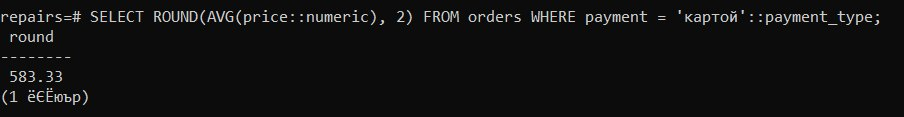 repairs=# SELECT ROUND(AVG(price::numeric), 2) FROM orders WHERE payment = 'картой'::payment_type;
round
--------
583.33
(1 ёЄЁюър)